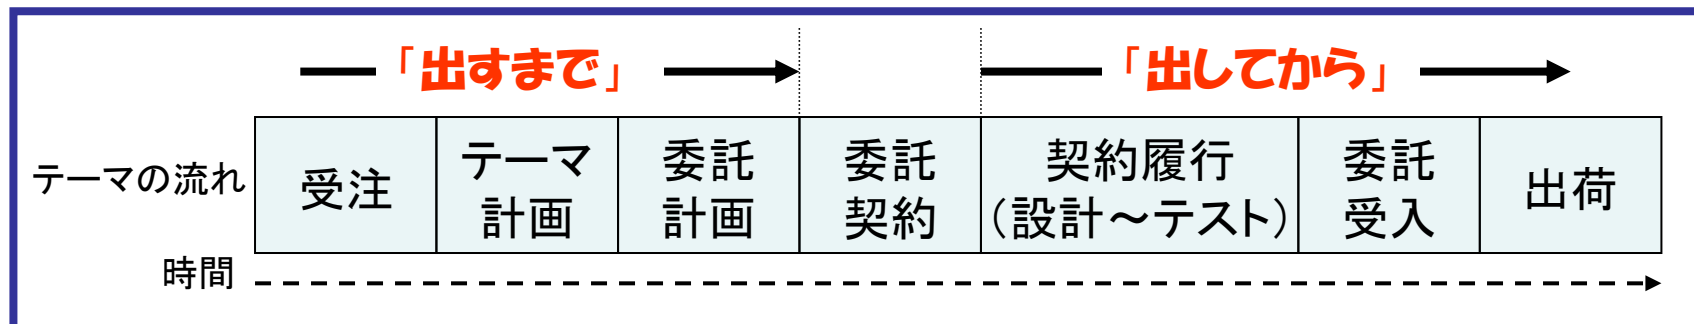 「出すまで」 「出してから」
テーマの流れ
受注
テーマ
計画
委託
計画
委託
契約
契約履行
（設計～テスト）
委託
受入
出荷
時間